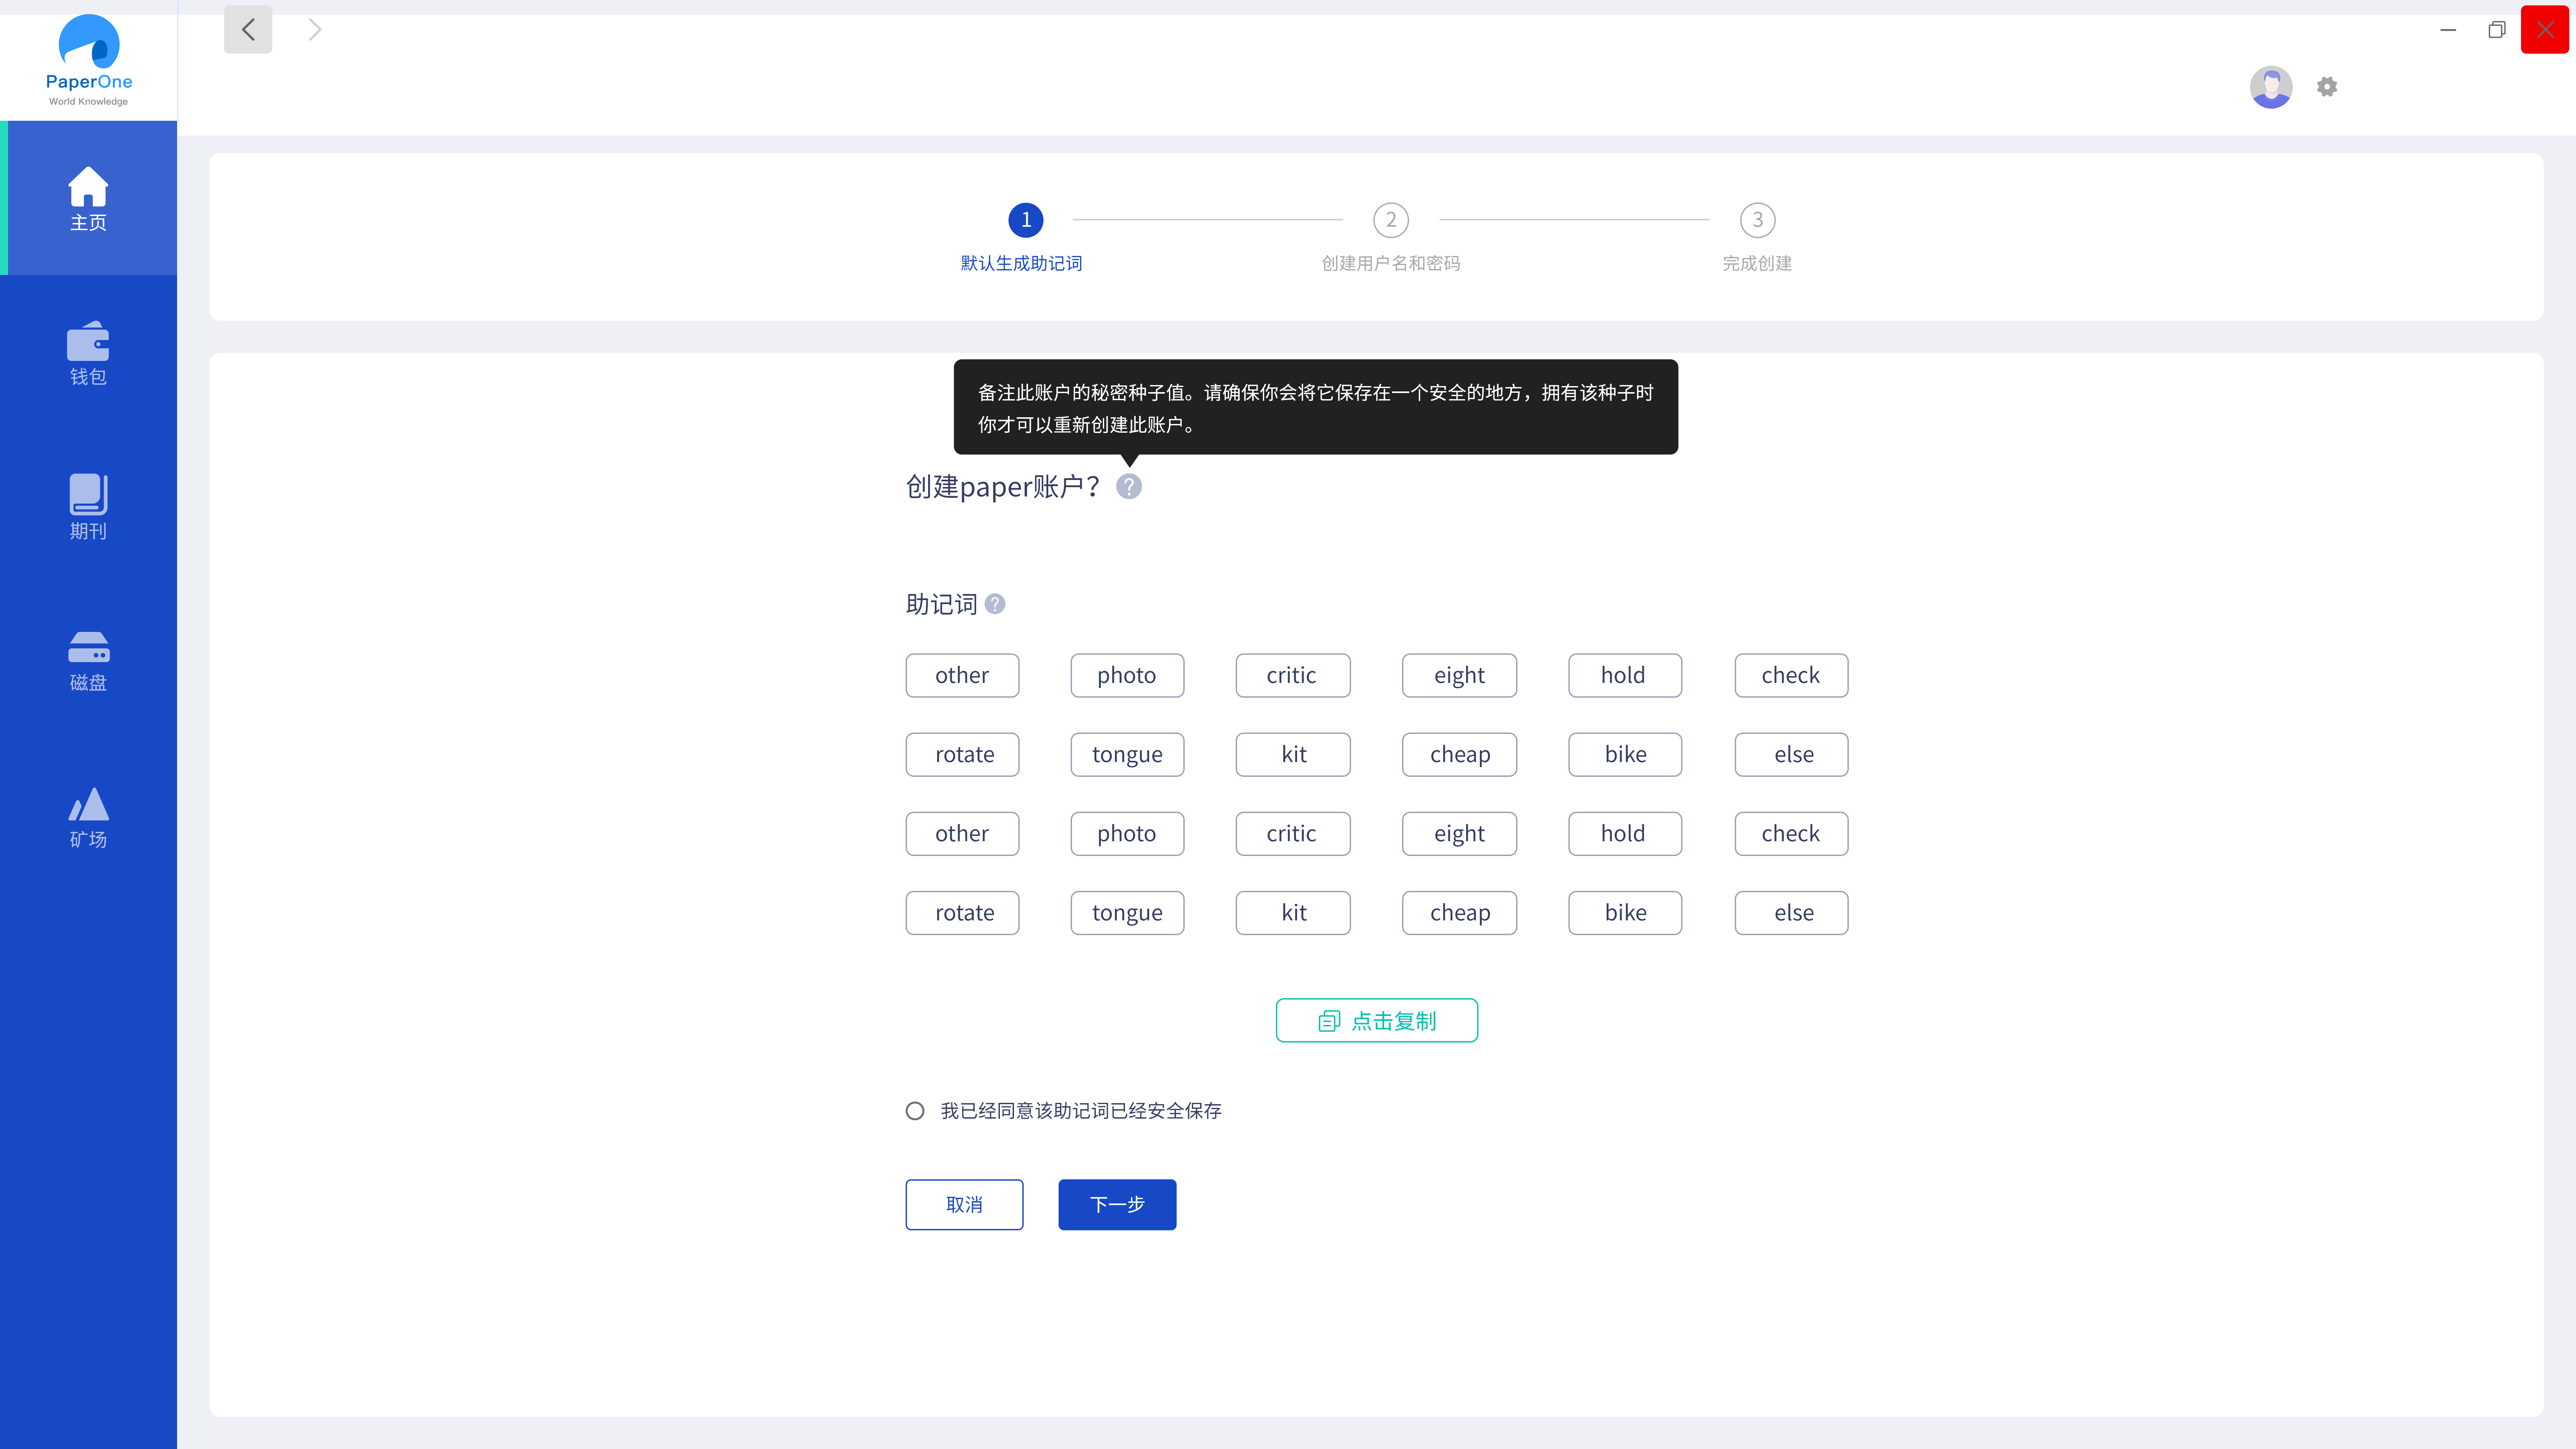 PaperOne
World Knowledge
主页
钱包
期刊
磁盘
矿场
1
2
3
默认生成助记词
创建用户名和密码
完成创建
备注此账户的秘密种子值。请确保你会将它保存在一个安全的地方，拥有该种子时
你才可以重新创建此账户。
创建paper账户？ ?
助记词 ?
other photo critic eight hold check
rotate tongue kit cheap bike else
other photo critic eight hold check
rotate tongue kit cheap bike else
点击复制
我已经同意该助记词已经安全保存
取消 下一步